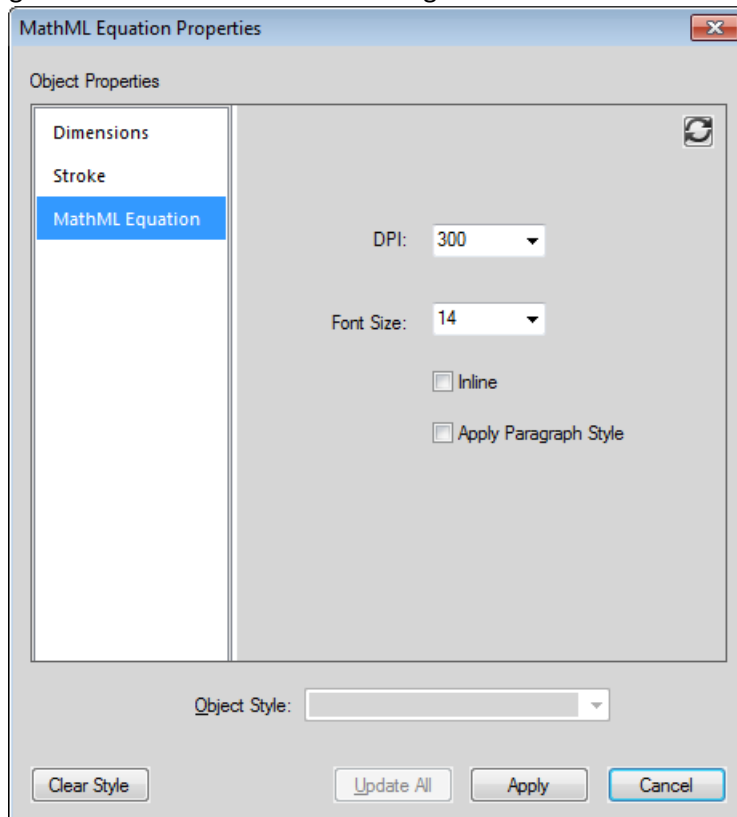 MathML Equation Properties
Object Properties
Dimensions
Stroke
MathML Equation
DPI: 300
Font Size: 14
Inline
Apply Paragraph Style
Object Style:
Clear Style Update All Apply Cancel